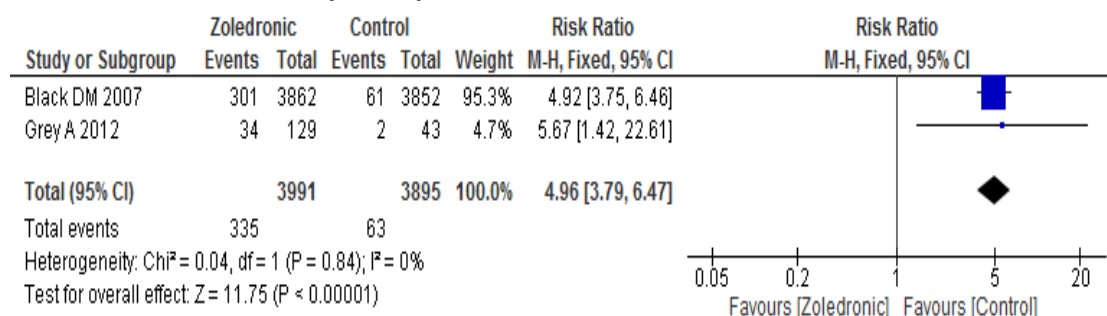 Zoledronic Control Risk Ratio Risk Ratio
Study or Subgroup Events Total Events Total Weight M-H, Fixed, 95% CI M-H, Fixed, 95% CI
Black DM 2007 301 3862 61 3852 95.3% 4.92 [3.75, 6.46]
Grey A 2012 34 129 2 43 4.7% 5.67 [1.42, 22.61]
Total (95% CI) 3991 3895 100.0% 4.96 [3.79, 6.47]
Total events 335 63
Heterogeneity: Chi² = 0.04, df = 1 (P = 0.84); I² = 0%
Test for overall effect: Z = 11.75 (P < 0.00001)
0.05 0.2 1 5 20
Favours [Zoledronic] Favours [Control]